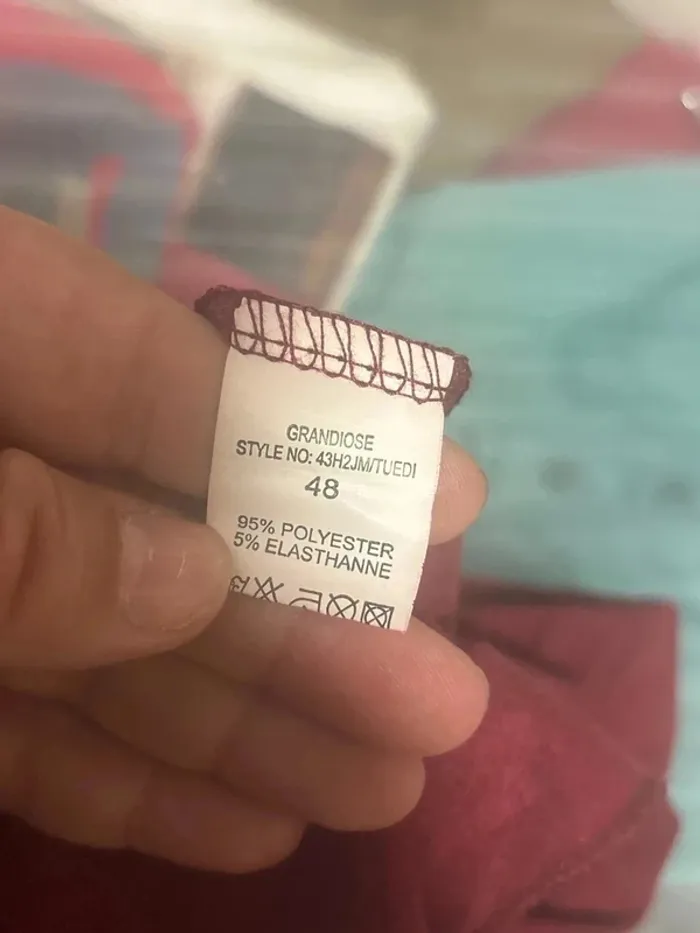 GRANDIOSE
STYLE NO: 43H2JM/TUEDI
48
95% POLYESTER
5% ELASTHANNE